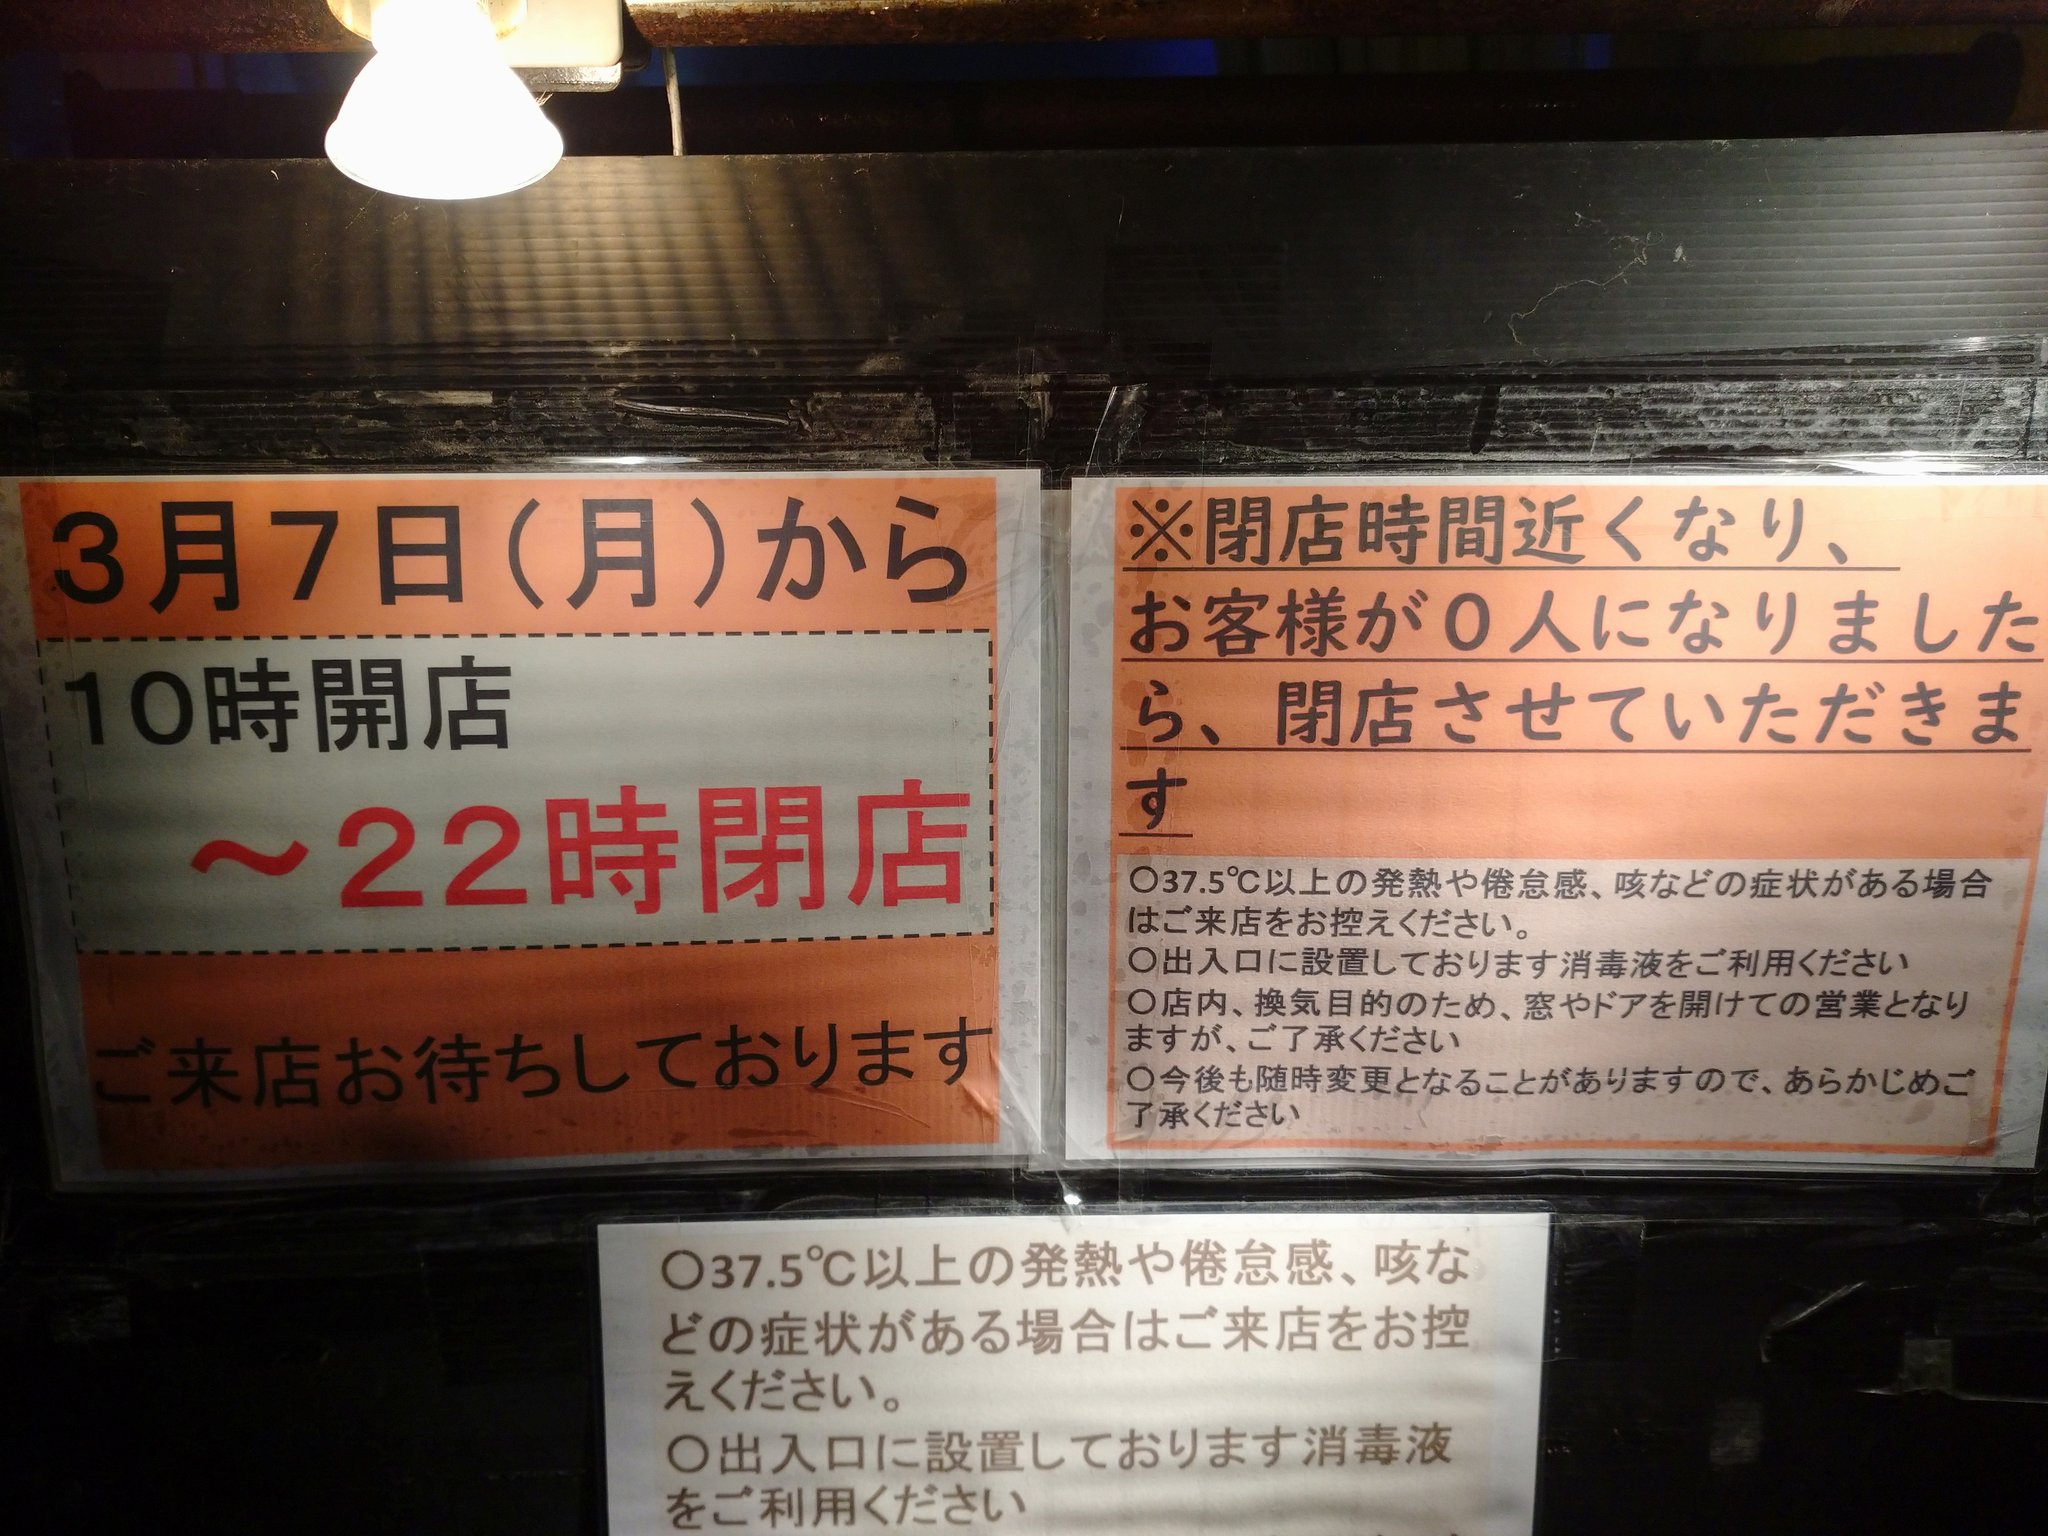 3月7日(月)から
10時開店
～22時閉店
ご来店お待ちしております
※閉店時間近くなり、
お客様が0人になりました
ら、閉店させていただきま
す
○37.5℃以上の発熱や倦怠感、咳などの症状がある場合
はご来店をお控えください。
○出入口に設置しております消毒液をご利用ください
○店内、換気目的のため、窓やドアを開けての営業となり
ますが、ご了承ください
○今後も随時変更となることがありますので、あらかじめご
了承ください
○37.5℃以上の発熱や倦怠感、咳な
どの症状がある場合はご来店をお控
えください。
○出入口に設置しております消毒液
をご利用ください